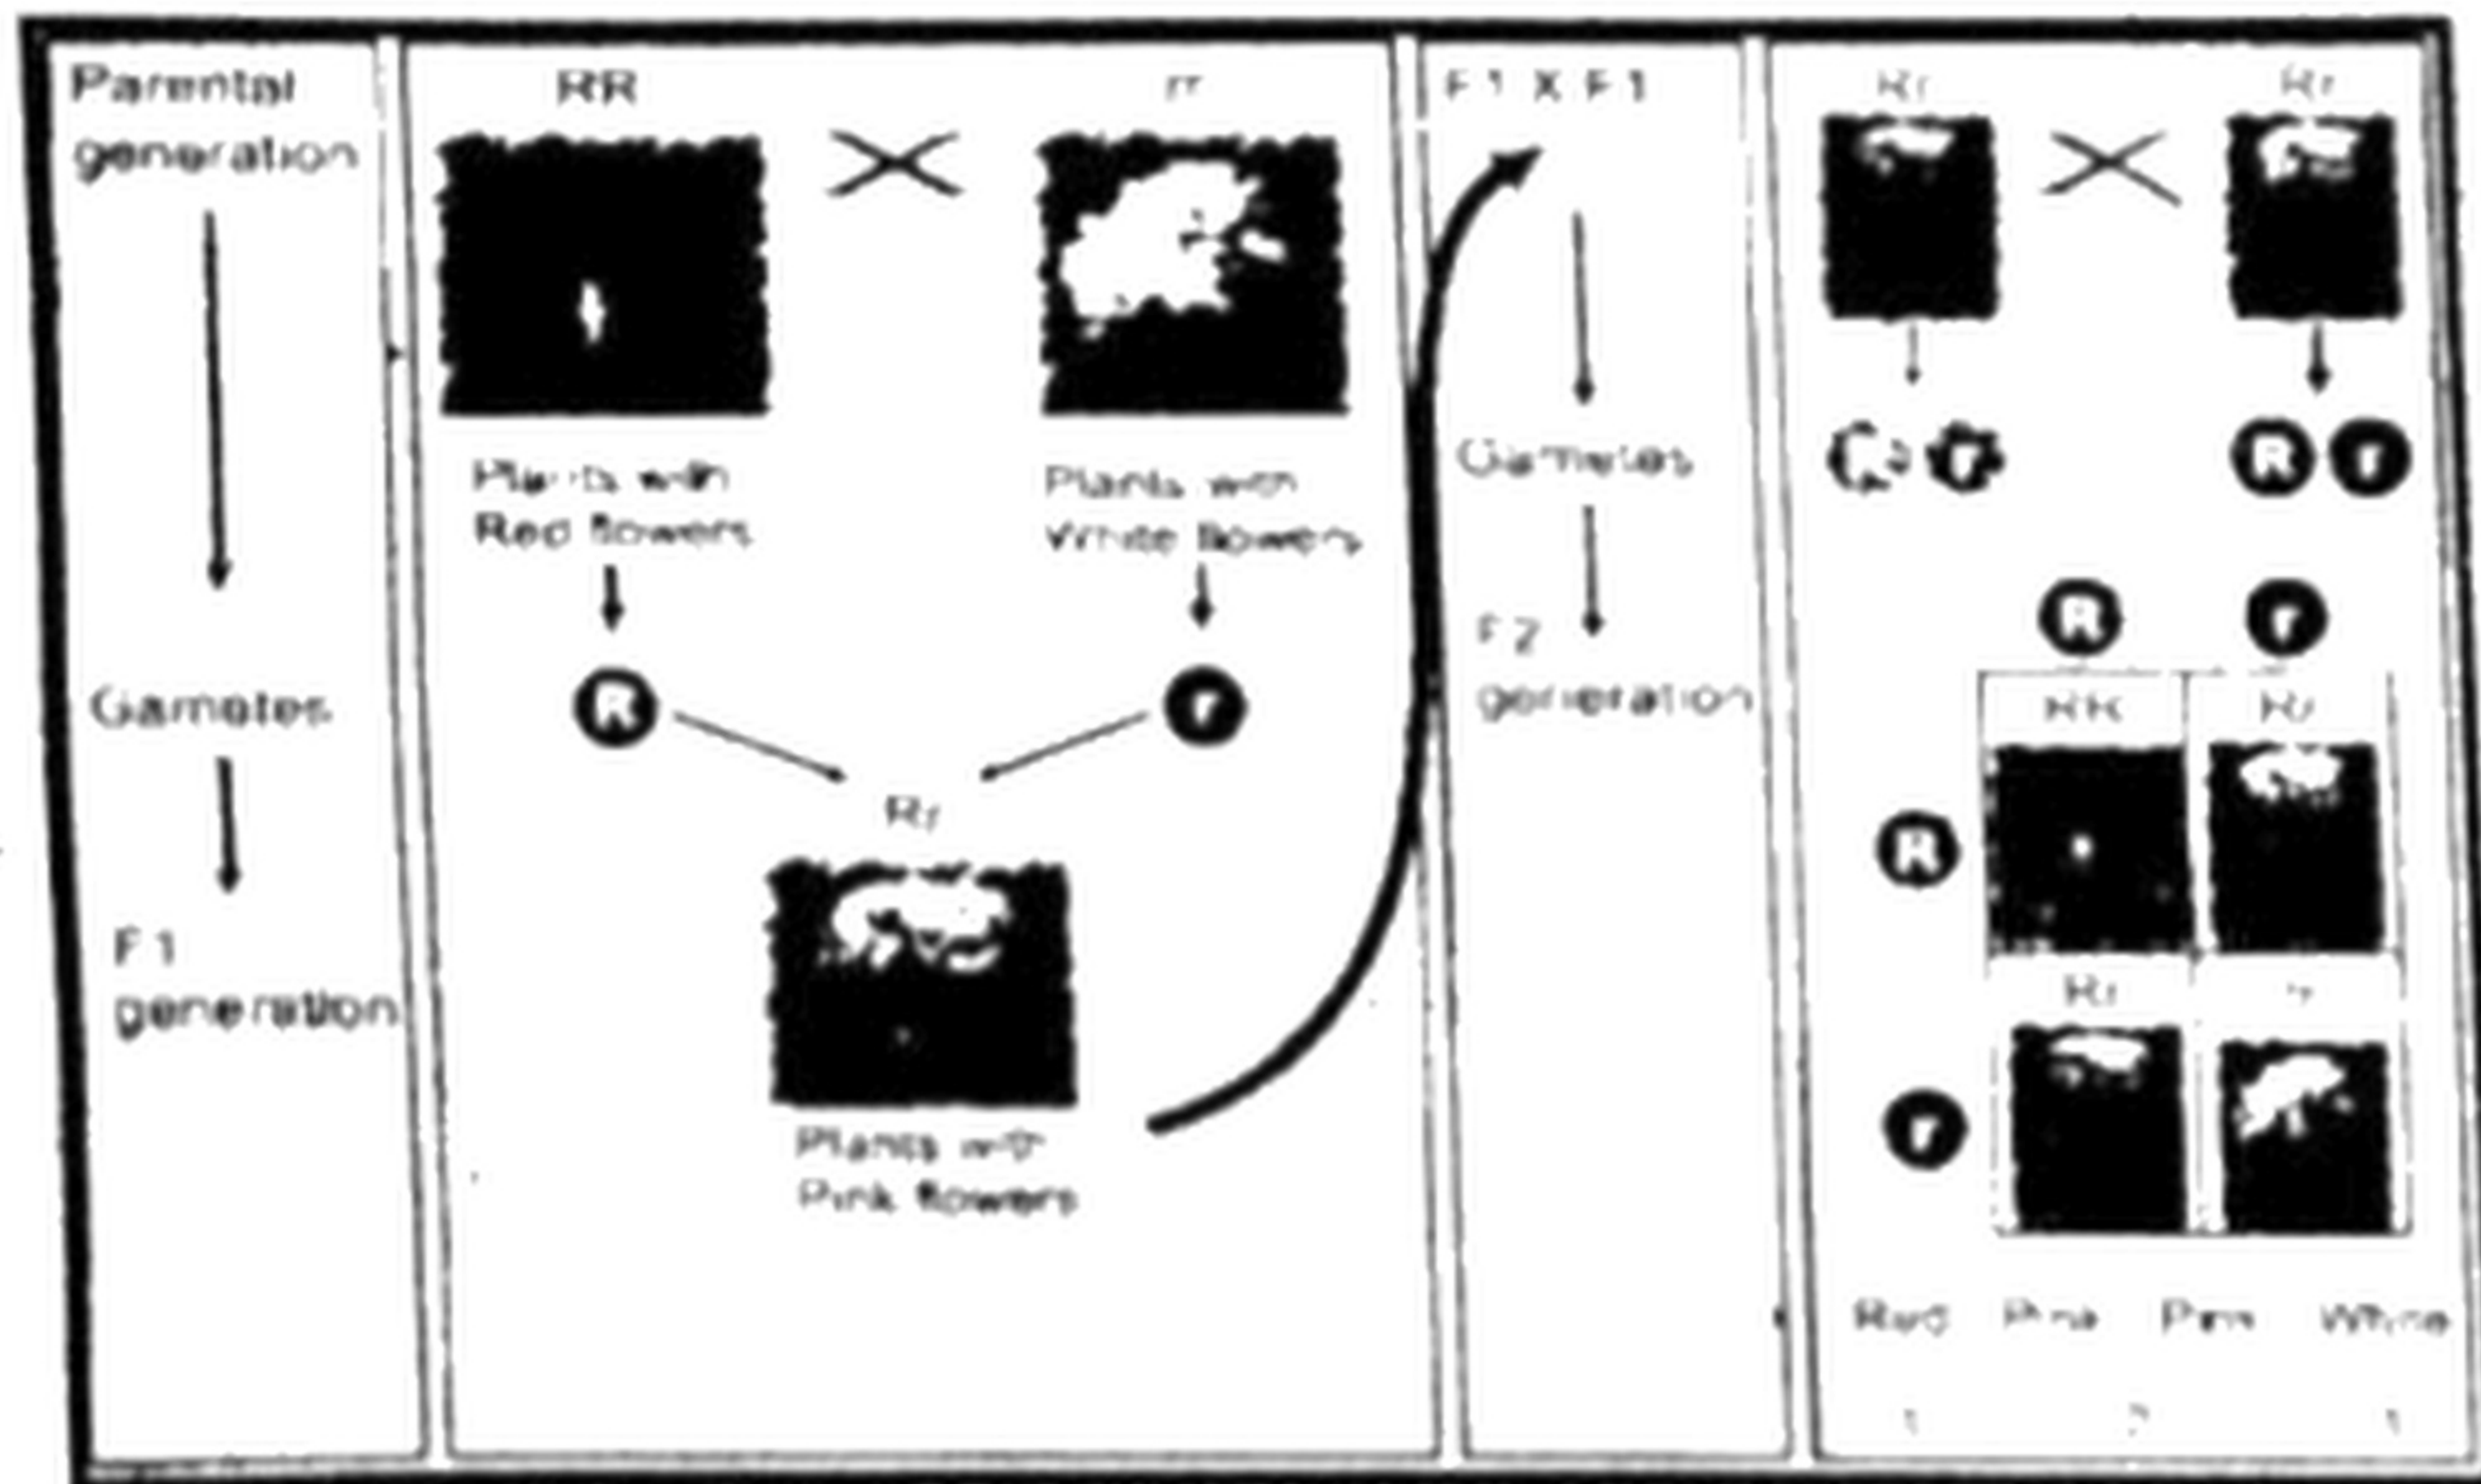 Parental
generation
Gametes
F1
generation
RR
rr
Plants with
Red flowers
Plants with
White flowers
R
r
Rr
Plants with
Pink flowers
F1 X F1
Gametes
F2
generation
Rr
Rr
R r
R r
R r
RR Rr
R
Rr rr
r
Red Pink Pink White
1 2 1